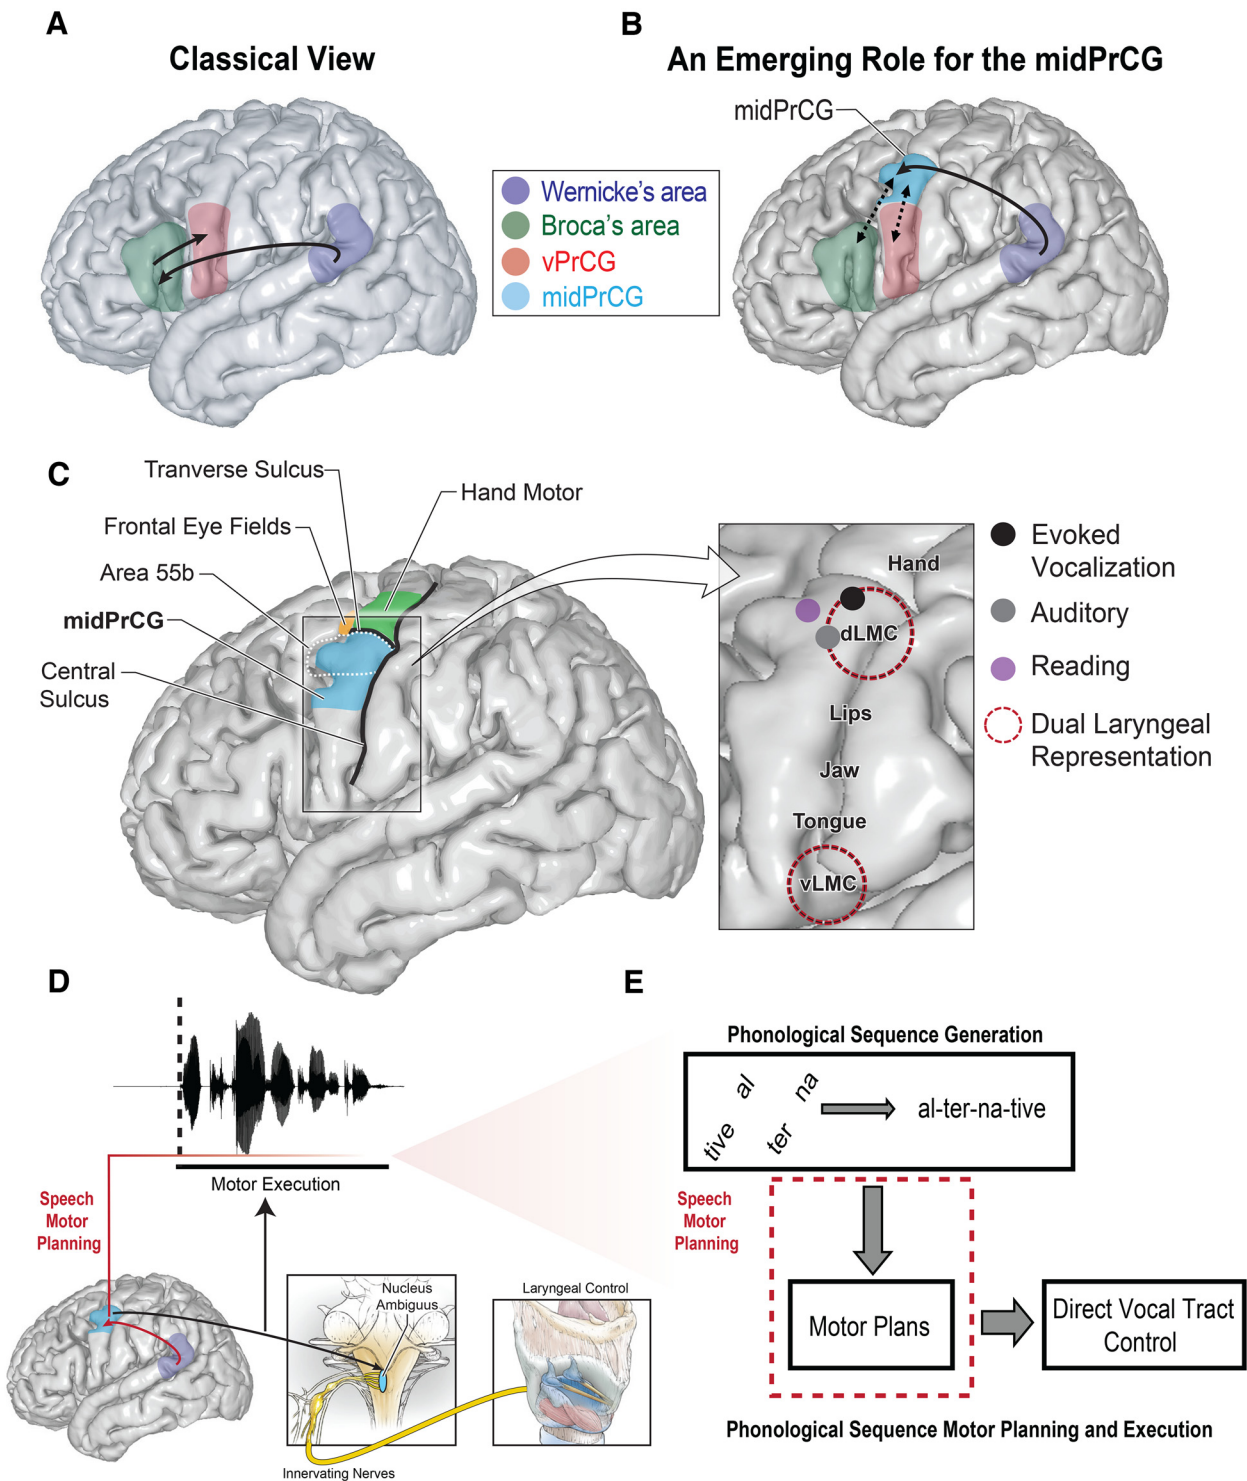 A
Classical View
B
An Emerging Role for the midPrCG
midPrCG
Wernicke's area
Broca's area
vPrCG
midPrCG
C
Tranverse Sulcus
Hand Motor
Frontal Eye Fields
Area 55b
midPrCG
Central
Sulcus
Hand
dLMC
Lips
Jaw
Tongue
vLMC
Evoked
Vocalization
Auditory
Reading
Dual Laryngeal
Representation
D
Motor Execution
Speech
Motor
Planning
Nucleus
Ambiguus
Laryngeal Control
Innervating Nerves
E
Phonological Sequence Generation
al
na
tive
ter
al-ter-na-tive
Speech
Motor
Planning
Motor Plans
Direct Vocal Tract
Control
Phonological Sequence Motor Planning and Execution